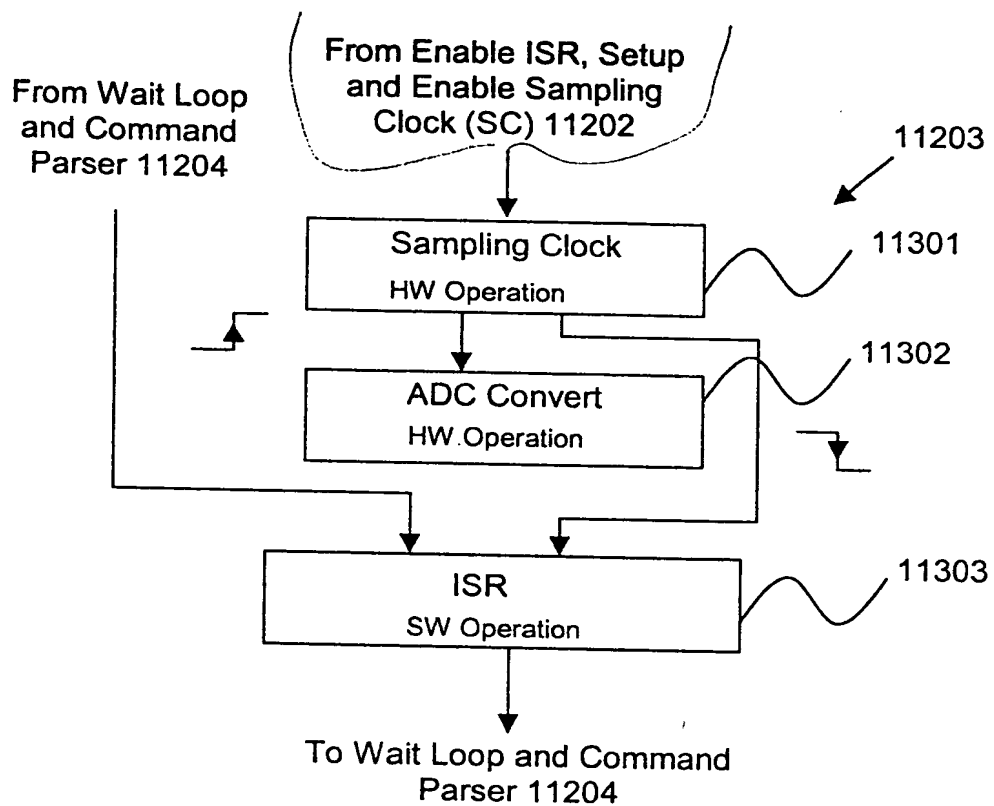 From Enable ISR, Setup
and Enable Sampling
Clock (SC) 11202
From Wait Loop
and Command
Parser 11204
11203
Sampling Clock
HW Operation
11301
ADC Convert
HW Operation
11302
ISR
SW Operation
11303
To Wait Loop and Command
Parser 11204